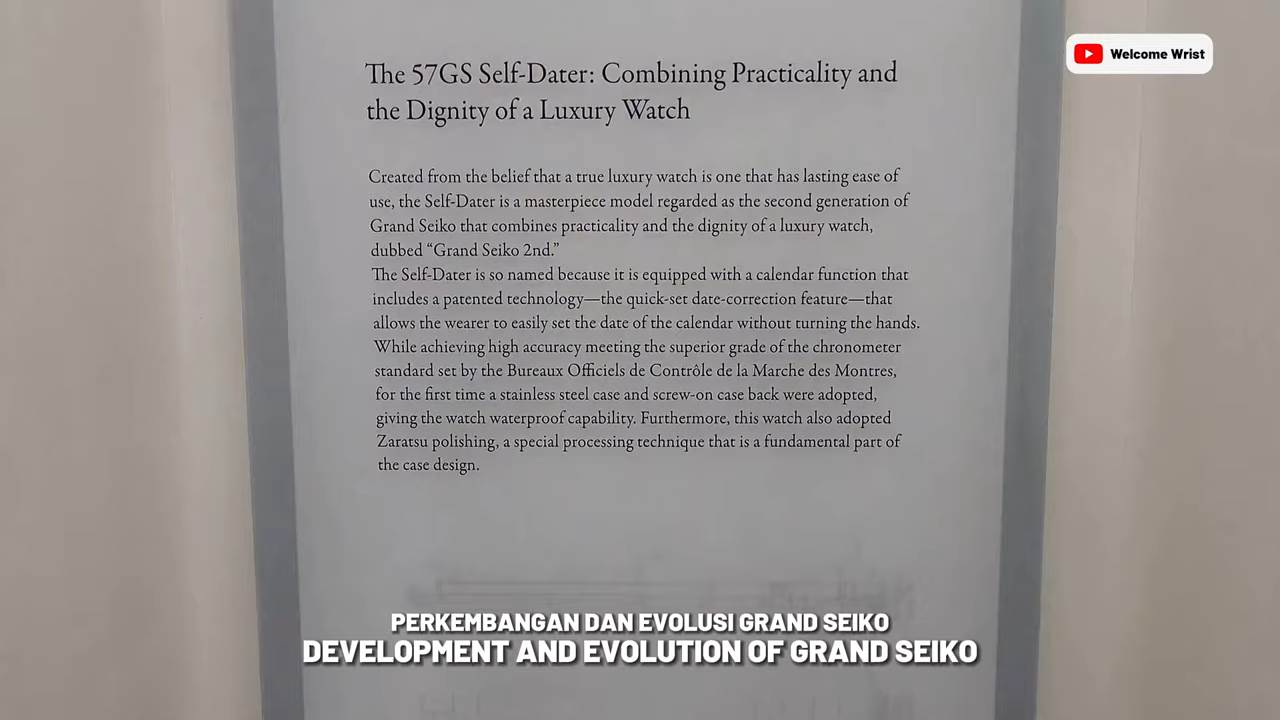 Welcome Wrist
The 57GS Self-Dater: Combining Practicality and
the Dignity of a Luxury Watch
Created from the belief that a true luxury watch is one that has lasting ease of
use, the Self-Dater is a masterpiece model regarded as the second generation of
Grand Seiko that combines practicality and the dignity of a luxury watch,
dubbed “Grand Seiko 2nd.”
The Self-Dater is so named because it is equipped with a calendar function that
includes a patented technology—the quick-set date-correction feature—that
allows the wearer to easily set the date of the calendar without turning the hands.
While achieving high accuracy meeting the superior grade of the chronometer
standard set by the Bureaux Officiels de Contrôle de la Marche des Montres,
for the first time a stainless steel case and screw-on case back were adopted,
giving the watch waterproof capability. Furthermore, this watch also adopted
Zaratsu polishing, a special processing technique that is a fundamental part of
the case design.
PERKEMBANGAN DAN EVOLUSI GRAND SEIKO
DEVELOPMENT AND EVOLUTION OF GRAND SEIKO